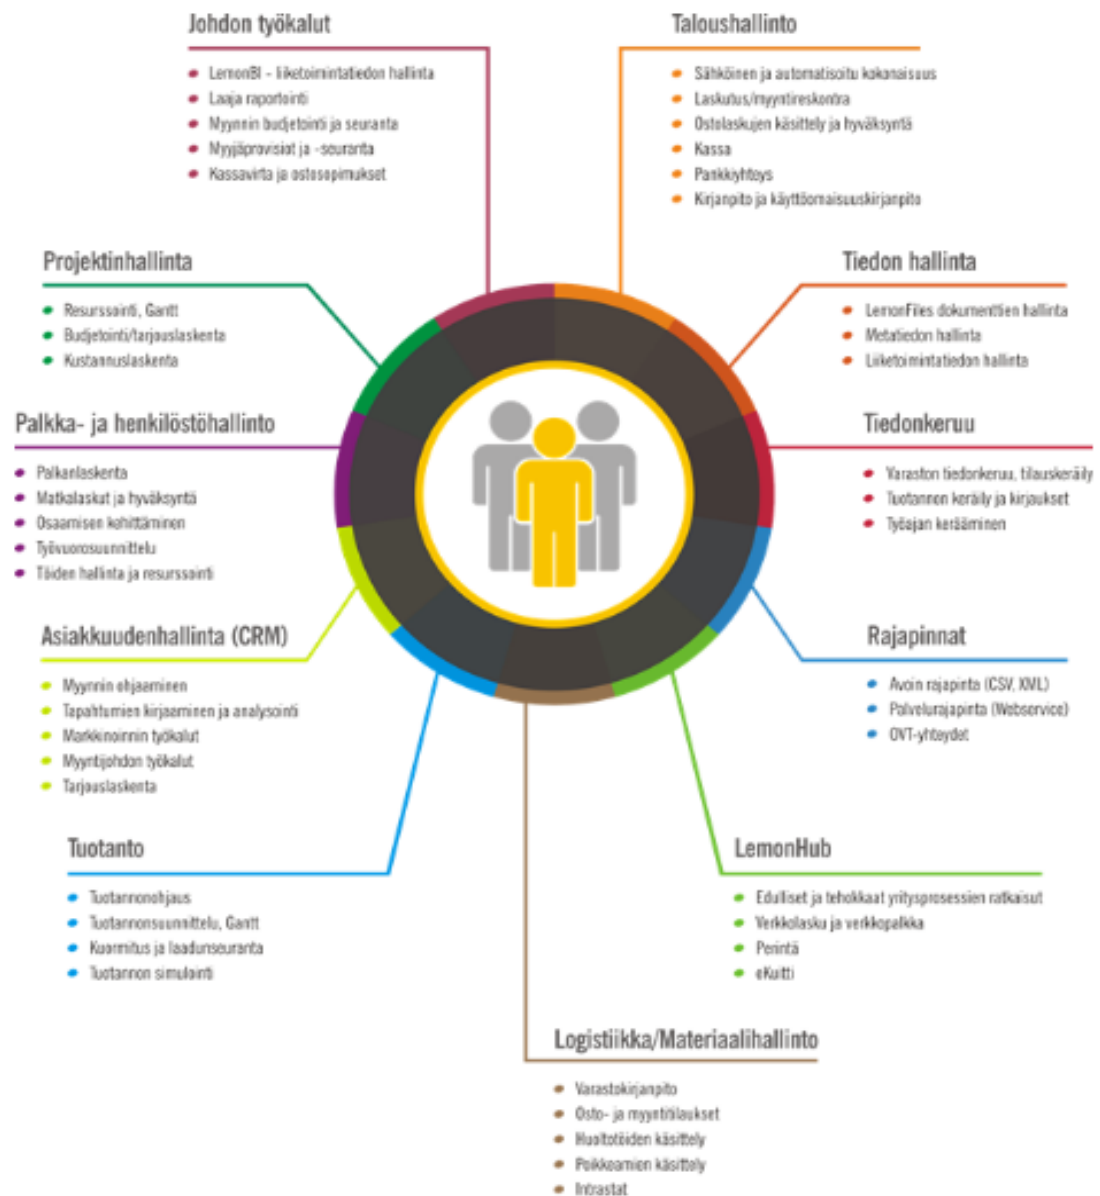 Johdon työkalut
LemonBI - liiketoimintatiedon hallinta
Laaja raportointi
Myynnin budjetointi ja seuranta
Myyjäprovisiot ja -seuranta
Kassavirta ja ostosopimukset
Taloushallinto
Sähköinen ja automatisoitu kokonaisuus
Laskutus/myyntireskontra
Ostolaskujen käsittely ja hyväksyntä
Kassa
Pankkiyhteys
Kirjanpito ja käyttöomaisuuskirjanpito
Projektinhallinta
Resurssointi, Gantt
Budjetointi/tarjouslaskenta
Kustannuslaskenta
Tiedon hallinta
LemonFiles dokumenttien hallinta
Metatiedon hallinta
Liiketoimintatiedon hallinta
Palkka- ja henkilöstöhallinto
Palkanlaskenta
Matkalaskut ja hyväksyntä
Osaamisen kehittäminen
Työvuorosuunnittelu
Töiden hallinta ja resurssointi
Tiedonkeruu
Varaston tiedonkeruu, tilauskeräily
Tuotannon keräily ja kirjaukset
Työajan kerääminen
Asiakkuudenhallinta (CRM)
Myynnin ohjaaminen
Tapahtumien kirjaaminen ja analysointi
Markkinoinnin työkalut
Myyntijohdon työkalut
Tarjouslaskenta
Rajapinnat
Avoin rajapinta (CSV, XML)
Palvelurajapinta (Webservice)
OVT-yhteydet
Tuotanto
Tuotannonohjaus
Tuotannonsuunnittelu, Gantt
Kuormitus ja laadunseuranta
Tuotannon simulointi
LemonHub
Edulliset ja tehokkaat yritysprosessien ratkaisut
Verkkolasku ja verkkopalkka
Perintä
eKuitti
Logistiikka/Materiaalihallinto
Varastokirjanpito
Osto- ja myyntitilaukset
Huoltotöiden käsittely
Poikkeamien käsittely
Intrastat